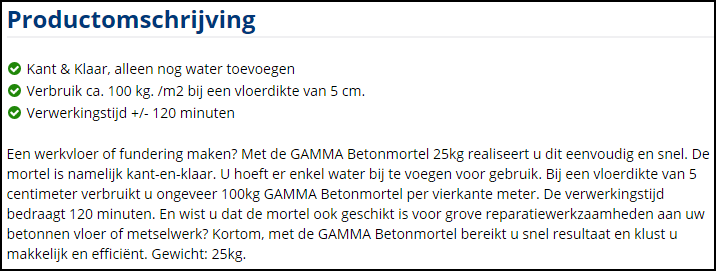 Productomschrijving
Kant & Klaar, alleen nog water toevoegen
Verbruik ca. 100 kg. /m2 bij een vloerdikte van 5 cm.
Verwerkingstijd +/- 120 minuten
Een werkvloer of fundering maken? Met de GAMMA Betonmortel 25kg realiseert u dit eenvoudig en snel. De
mortel is namelijk kant-en-klaar. U hoeft er enkel water bij te voegen voor gebruik. Bij een vloerdikte van 5
centimeter verbruikt u ongeveer 100kg GAMMA Betonmortel per vierkante meter. De verwerkingstijd
bedraagt 120 minuten. En wist u dat de mortel ook geschikt is voor grove reparatiewerkzaamheden aan uw
betonnen vloer of metselwerk? Kortom, met de GAMMA Betonmortel bereikt u snel resultaat en klust u
makkelijk en efficiënt. Gewicht: 25kg.